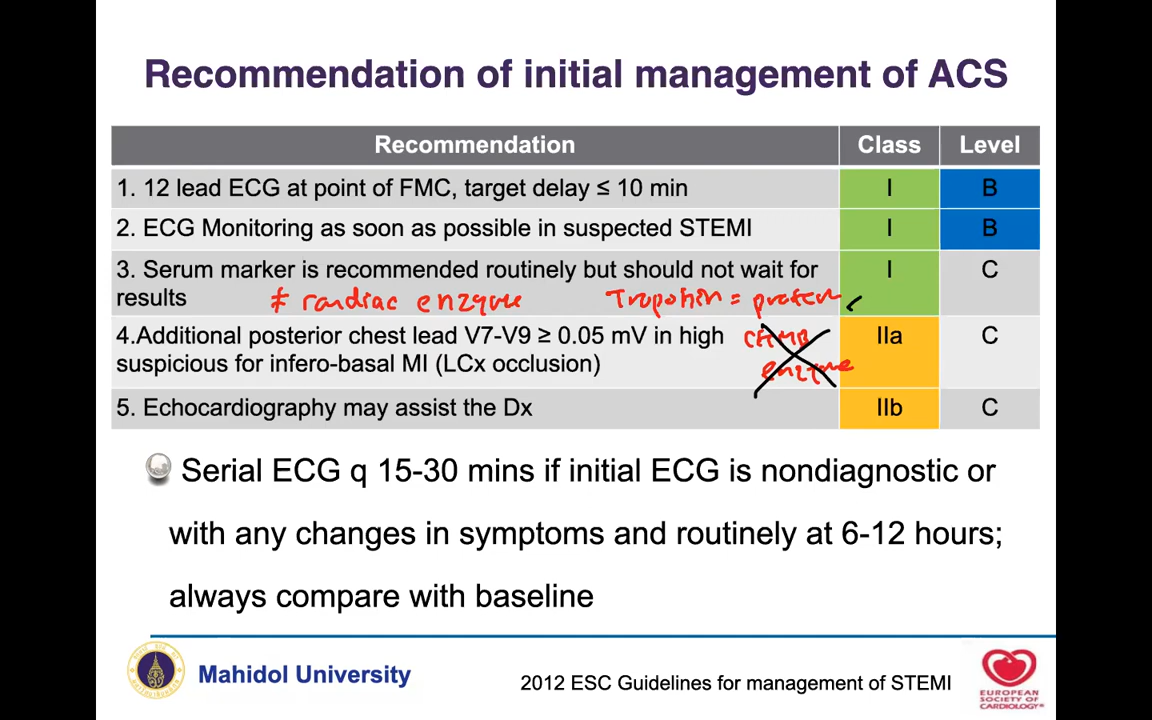 Recommendation of initial management of ACS
Recommendation Class Level
1. 12 lead ECG at point of FMC, target delay ≤ 10 min I B
2. ECG Monitoring as soon as possible in suspected STEMI I B
3. Serum marker is recommended routinely but should not wait for I C
results ≠ cardiac enzyme Troponin = protein ✓
4.Additional posterior chest lead V7-V9 ≥ 0.05 mV in high CKMB IIa C
suspicious for infero-basal MI (LCx occlusion) enzyme
5. Echocardiography may assist the Dx IIb C
Serial ECG q 15-30 mins if initial ECG is nondiagnostic or
with any changes in symptoms and routinely at 6-12 hours;
always compare with baseline
Mahidol University
2012 ESC Guidelines for management of STEMI
EUROPEAN
SOCIETY OF
CARDIOLOGY®